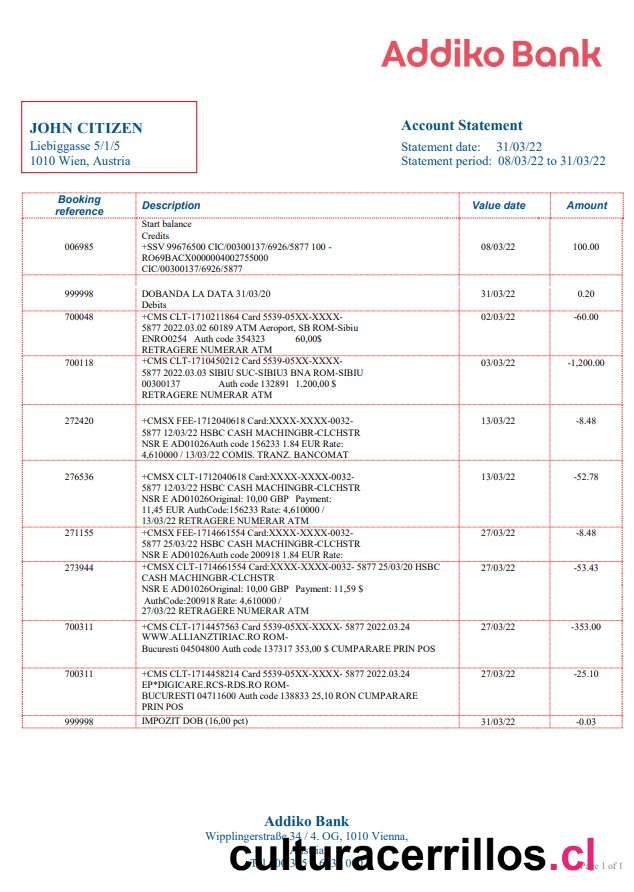 Addiko Bank
JOHN CITIZEN
Liebiggasse 5/1/5
1010 Wien, Austria
Account Statement
Statement date: 31/03/22
Statement period: 08/03/22 to 31/03/22
Booking reference Description Value date Amount
Start balance
Credits
006985 +SSV 99676500 CIC/00300137/6926/5877 100 - 08/03/22 100.00
RO69BACX0000004002755000
CIC/00300137/6926/5877
999998 DOBANDA LA DATA 31/03/20 31/03/22 0.20
Debits
700048 +CMS CLT-1710211864 Card 5539-05XX-XXXX- 02/03/22 -60.00
5877 2022.03.02 60189 ATM Aeroport, SB ROM-Sibiu
ENRO0254 Auth code 354323 60,00$
RETRAGERE NUMERAR ATM
700118 +CMS CLT-1710450212 Card 5539-05XX-XXXX- 03/03/22 -1,200.00
5877 2022.03.03 SIBIU SUC-SIBIU3 BNA ROM-SIBIU
00300137 Auth code 132891 1.200,00 $
RETRAGERE NUMERAR ATM
272420 +CMSX FEE-1712040618 Card:XXXX-XXXX-0032- 13/03/22 -8.48
5877 12/03/22 HSBC CASH MACHINGBR-CLCHSTR
NSR E AD01026Auth code 156233 1.84 EUR Rate:
4,610000 / 13/03/22 COMIS. TRANZ. BANCOMAT
276536 +CMSX CLT-1712040618 Card:XXXX-XXXX-0032- 13/03/22 -52.78
5877 12/03/22 HSBC CASH MACHINGBR-CLCHSTR
NSR E AD01026Original: 10,00 GBP Payment:
11,45 EUR AuthCode:156233 Rate: 4,610000 /
13/03/22 RETRAGERE NUMERAR ATM
271155 +CMSX FEE-1714661554 Card:XXXX-XXXX-0032- 27/03/22 -8.48
5877 25/03/22 HSBC CASH MACHINGBR-CLCHSTR
NSR E AD01026Auth code 200918 1.84 EUR Rate:
273944 +CMSX CLT-1714661554 Card:XXXX-XXXX-0032- 5877 25/03/20 HSBC 27/03/22 -53.43
CASH MACHINGBR-CLCHSTR
NSR E AD01026Original: 10,00 GBP Payment: 11,59 $
AuthCode:200918 Rate: 4,610000 /
27/03/22 RETRAGERE NUMERAR ATM
700311 +CMS CLT-1714457563 Card 5539-05XX-XXXX- 5877 2022.03.24 27/03/22 -353.00
WWW.ALLIANZTIRIAC.RO ROM-
Bucuresti 04504800 Auth code 137317 353,00 $ CUMPARARE PRIN POS
700311 +CMS CLT-1714458214 Card 5539-05XX-XXXX- 5877 2022.03.24 27/03/22 -25.10
EP*DIGICARE.RCS-RDS.RO ROM-
BUCURESTI 04711600 Auth code 138833 25,10 RON CUMPARARE
PRIN POS
999998 IMPOZIT DOB (16,00 pct) 31/03/22 -0.03
Addiko Bank
Wipplingerstraße 34 / 4. OG, 1010 Vienna,
culturacerrillos.cl
1 of 1